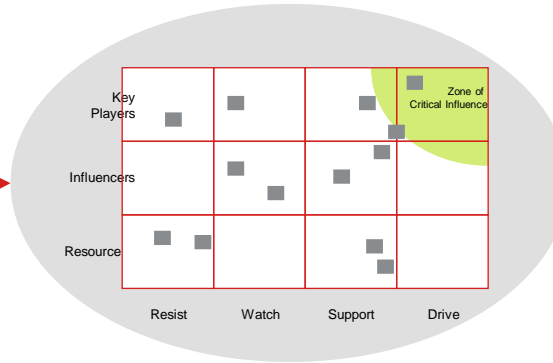 Zone of
Critical Influence
Key
Players
Influencers
Resource
Resist
Watch
Support
Drive